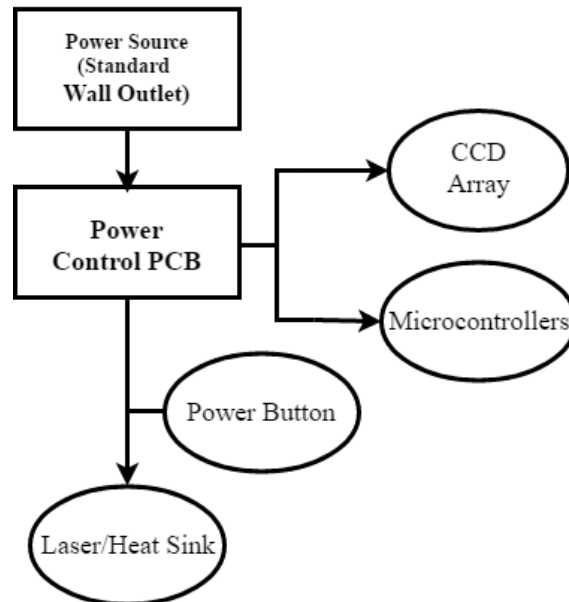 Power Source
(Standard
Wall Outlet)
CCD
Array
Power
Control PCB
Microcontrollers
Power Button
Laser/Heat Sink